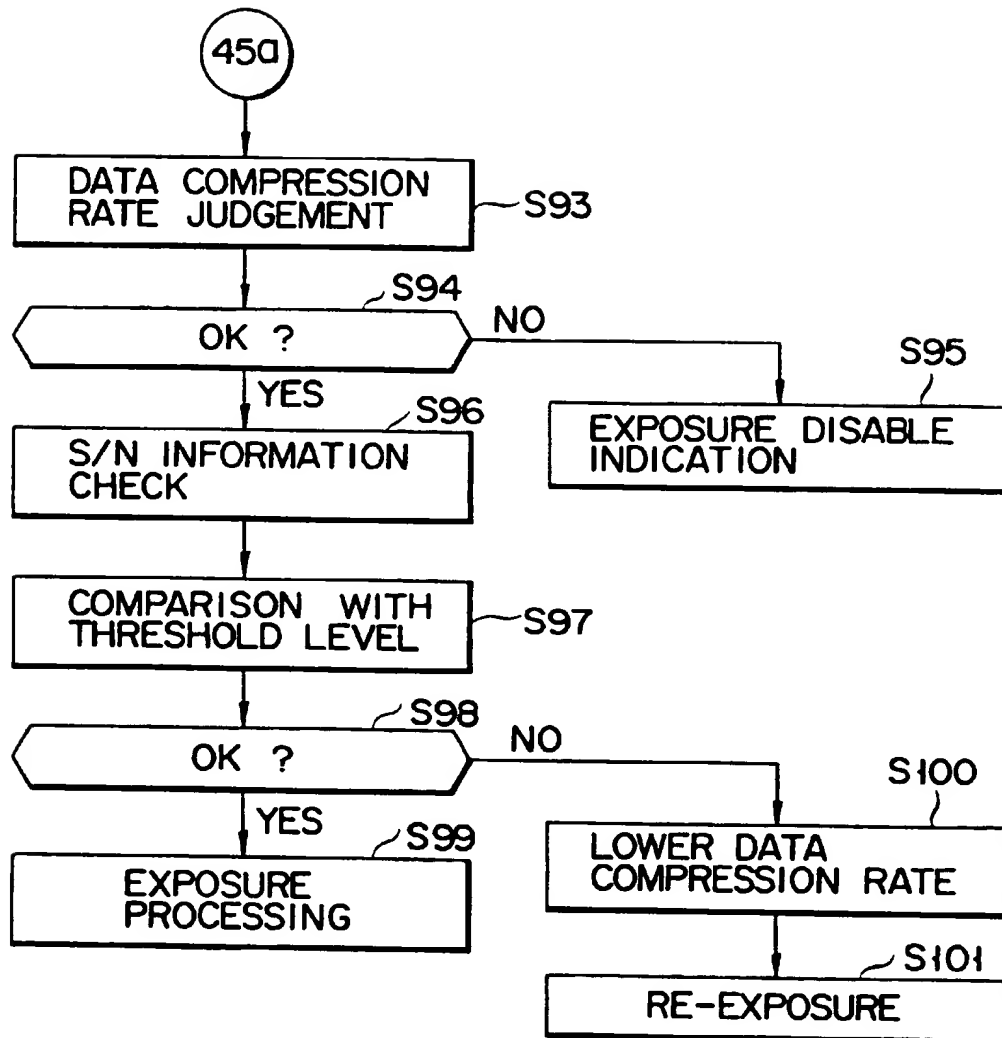 45a
DATA COMPRESSION
RATE JUDGEMENT
S93
S94
OK ?
NO
YES
S95
EXPOSURE DISABLE
INDICATION
S96
S/N INFORMATION
CHECK
COMPARISON WITH
THRESHOLD LEVEL
S97
S98
OK ?
NO
YES
S100
LOWER DATA
COMPRESSION RATE
S99
EXPOSURE
PROCESSING
S101
RE-EXPOSURE